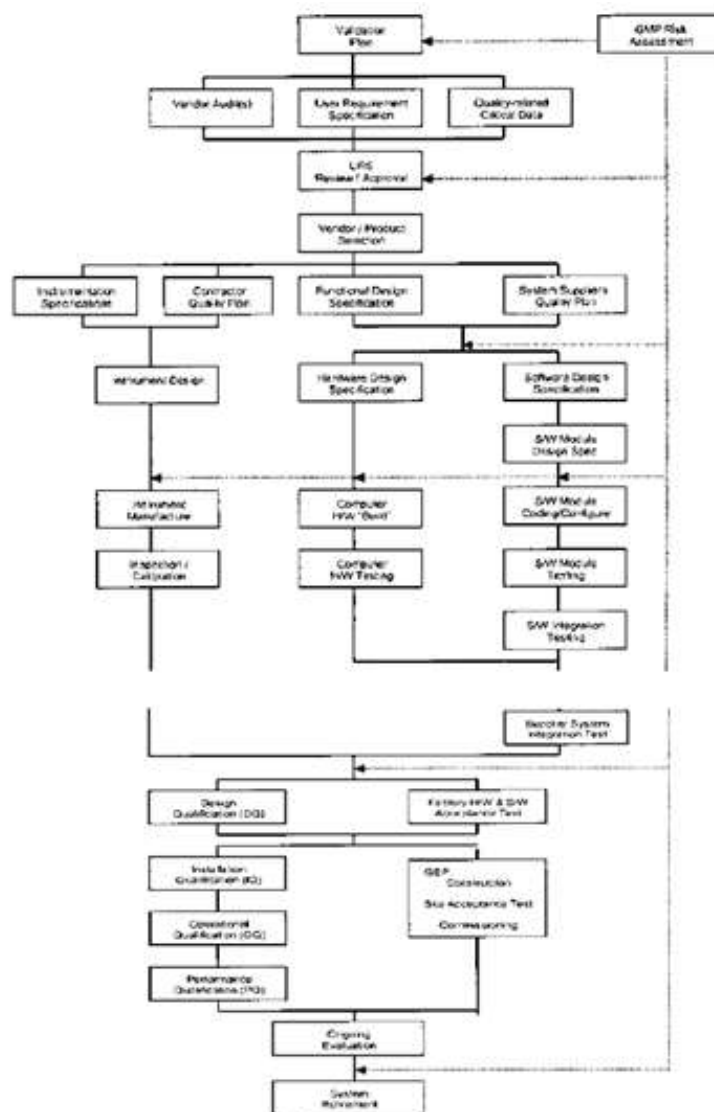 Validation
Plan
GMP Risk
Assessment
Vendor Audit(s)
User Requirement
Specification
Quality-related
Critical Data
URS
Review / Approval
Vendor / Product
Selection
Instrumentation
Specifications
Contractor
Quality Plan
Functional Design
Specification
System Suppliers
Quality Plan
Instrument Design
Hardware Design
Specification
Software Design
Specification
S/W Module
Design Spec
Instrument
Manufacture
Computer
H/W "Build"
S/W Module
Coding/Configure
Inspection /
Calibration
Computer
H/W Testing
S/W Module
Testing
S/W Integration
Testing
Supplier System
Integration Test
Design
Qualification (DQ)
Factory H/W & S/W
Acceptance Test
Installation
Qualification (IQ)
GEP
Construction
Site Acceptance Test
Commissioning
Operational
Qualification (OQ)
Performance
Qualification (PQ)
Ongoing
Evaluation
System
Retirement